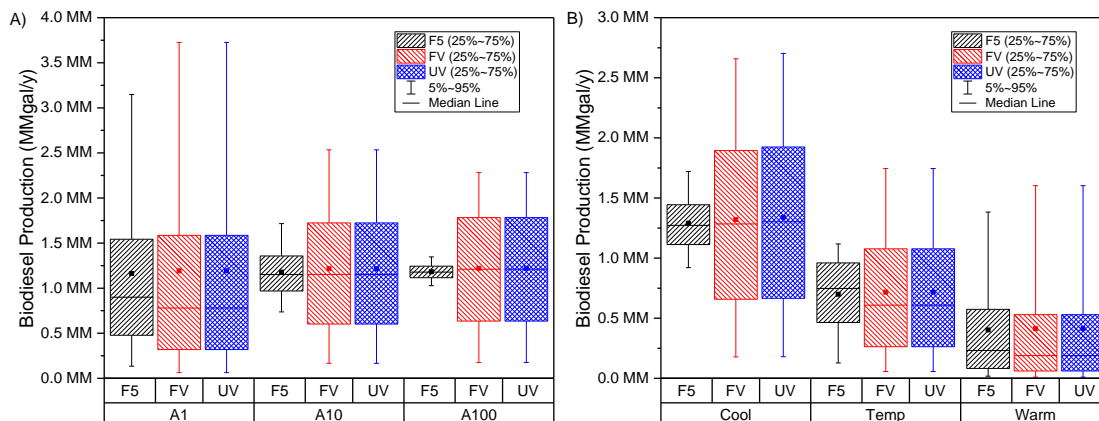 A)
Biodiesel Production (MMgal/y)
4.0 MM
3.5 MM
3.0 MM
2.5 MM
2.0 MM
1.5 MM
1.0 MM
0.5 MM
0.0 MM
F5 (25%~75%)
FV (25%~75%)
UV (25%~75%)
5%~95%
Median Line
F5 FV UV F5 FV UV F5 FV UV
A1 A10 A100
B)
Biodiesel Production (MMgal/y)
3.0 MM
2.5 MM
2.0 MM
1.5 MM
1.0 MM
0.5 MM
0.0 MM
F5 (25%~75%)
FV (25%~75%)
UV (25%~75%)
5%~95%
Median Line
F5 FV UV F5 FV UV F5 FV UV
Cool Temp Warm